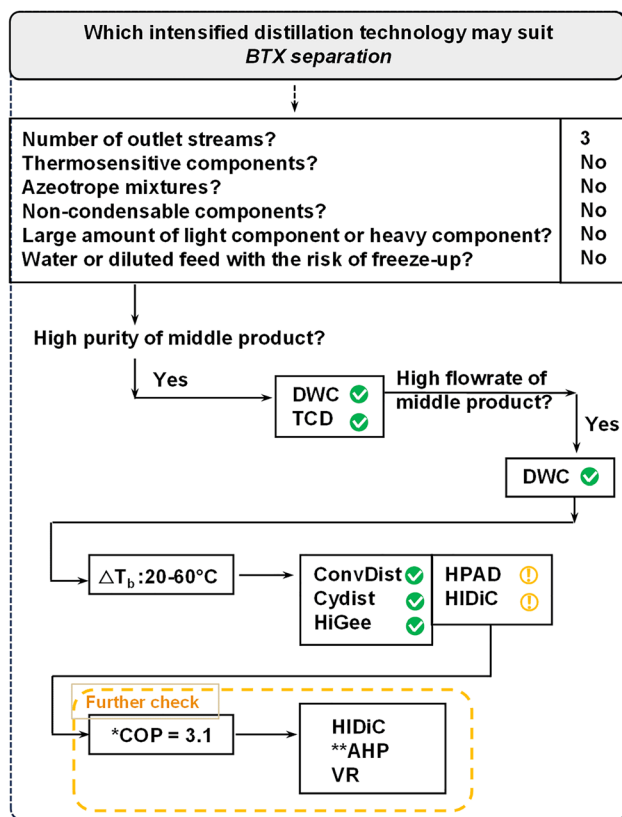 Which intensified distillation technology may suit
BTX separation
Number of outlet streams? 3
Thermosensitive components? No
Azeotrope mixtures? No
Non-condensable components? No
Large amount of light component or heavy component? No
Water or diluted feed with the risk of freeze-up? No
High purity of middle product?
Yes
DWC
TCD
High flowrate of
middle product?
Yes
DWC
△Tb :20-60°C
ConvDist
Cydist
HiGee
HPAD
HIDiC
Further check
*COP = 3.1
HIDiC
**AHP
VR